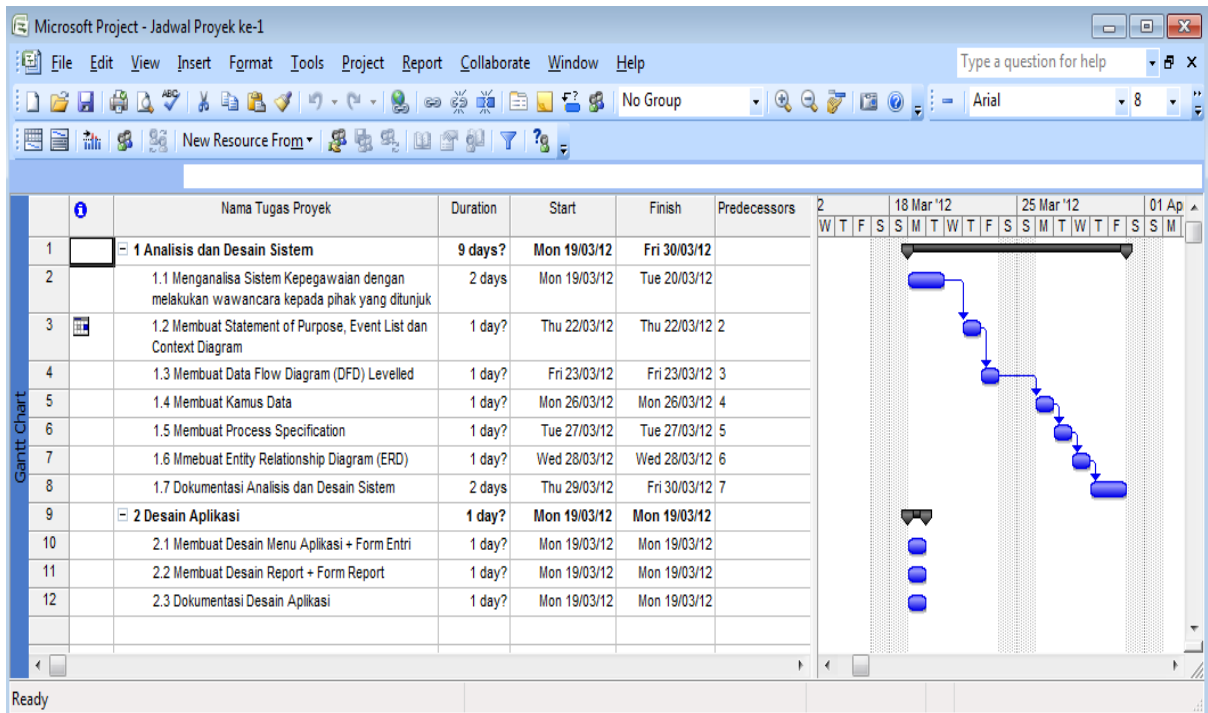 Microsoft Project - Jadwal Proyek ke-1
File Edit View Insert Format Tools Project Report Collaborate Window Help Type a question for help
No Group Arial 8
New Resource From
Nama Tugas Proyek Duration Start Finish Predecessors 2 18 Mar '12 25 Mar '12 01 Ap
W T F S S M T W T F S S M T W T F S S M
1 1 Analisis dan Desain Sistem 9 days? Mon 19/03/12 Fri 30/03/12
2 1.1 Menganalisa Sistem Kepegawaian dengan 2 days Mon 19/03/12 Tue 20/03/12
melakukan wawancara kepada pihak yang ditunjuk
3 1.2 Membuat Statement of Purpose, Event List dan 1 day? Thu 22/03/12 Thu 22/03/12 2
Context Diagram
4 1.3 Membuat Data Flow Diagram (DFD) Levelled 1 day? Fri 23/03/12 Fri 23/03/12 3
5 1.4 Membuat Kamus Data 1 day? Mon 26/03/12 Mon 26/03/12 4
6 1.5 Membuat Process Specification 1 day? Tue 27/03/12 Tue 27/03/12 5
7 1.6 Mmebuat Entity Relationship Diagram (ERD) 1 day? Wed 28/03/12 Wed 28/03/12 6
8 1.7 Dokumentasi Analisis dan Desain Sistem 2 days Thu 29/03/12 Fri 30/03/12 7
9 2 Desain Aplikasi 1 day? Mon 19/03/12 Mon 19/03/12
10 2.1 Membuat Desain Menu Aplikasi + Form Entri 1 day? Mon 19/03/12 Mon 19/03/12
11 2.2 Membuat Desain Report + Form Report 1 day? Mon 19/03/12 Mon 19/03/12
12 2.3 Dokumentasi Desain Aplikasi 1 day? Mon 19/03/12 Mon 19/03/12
Gantt Chart
Ready